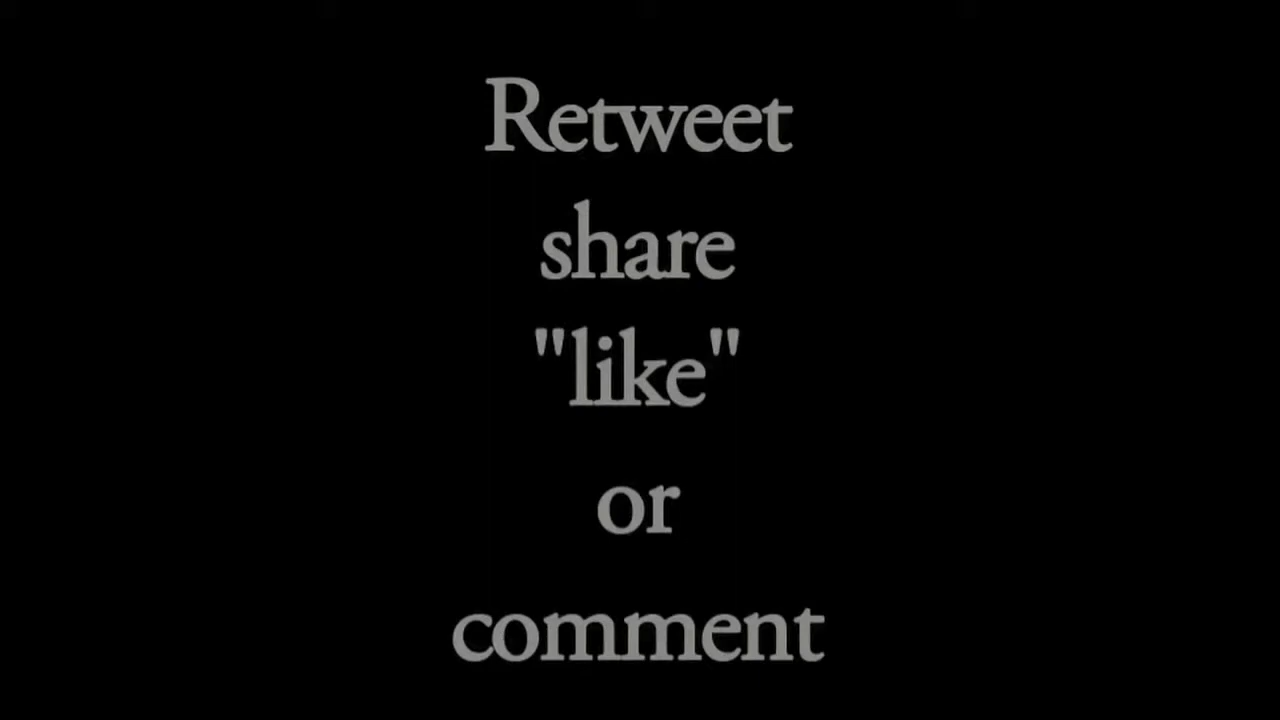 Retweet
share
"like"
or
comment